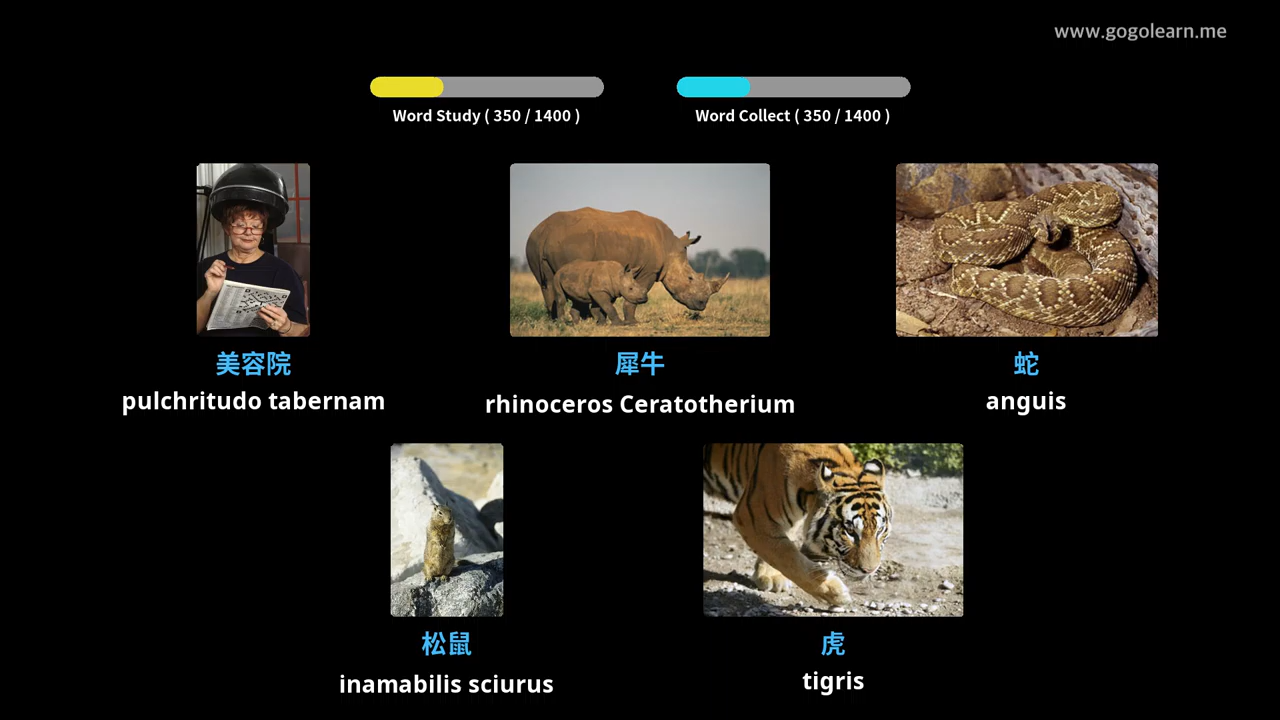 www.gogolearn.me
Word Study ( 350 / 1400 )
Word Collect ( 350 / 1400 )
美容院
pulchritudo tabernam
犀牛
rhinoceros Ceratotherium
蛇
anguis
松鼠
inamabilis sciurus
虎
tigris